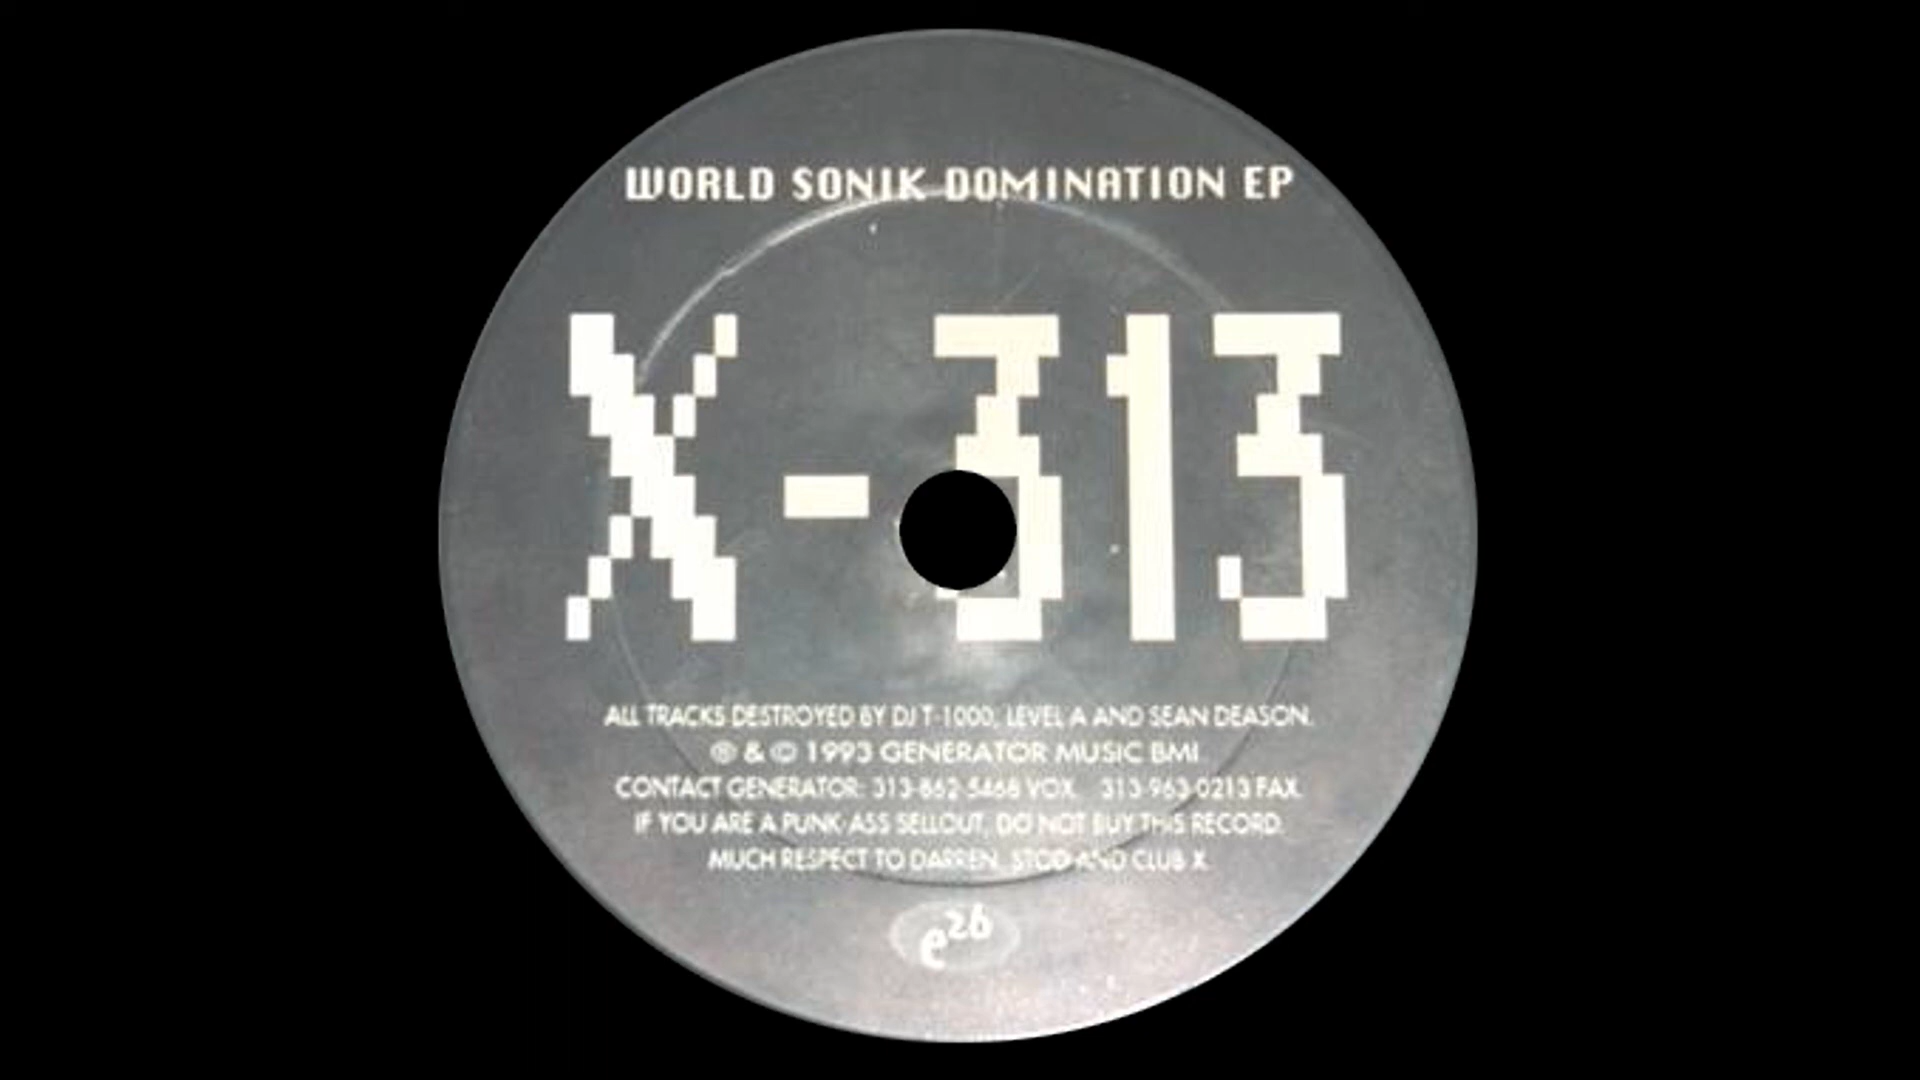 WORLD SONIK DOMINATION EP
X-313
ALL TRACKS DESTROYED BY DJ T-1000, LEVEL A AND SEAN DEASON.
℗ & © 1993 GENERATOR MUSIC BMI
CONTACT GENERATOR: 313-862-5468 VOX   313-963-0213 FAX
IF YOU ARE A PUNK-ASS SELLOUT, DO NOT BUY THIS RECORD.
MUCH RESPECT TO DARREN, STOD AND CLUB X.
e26